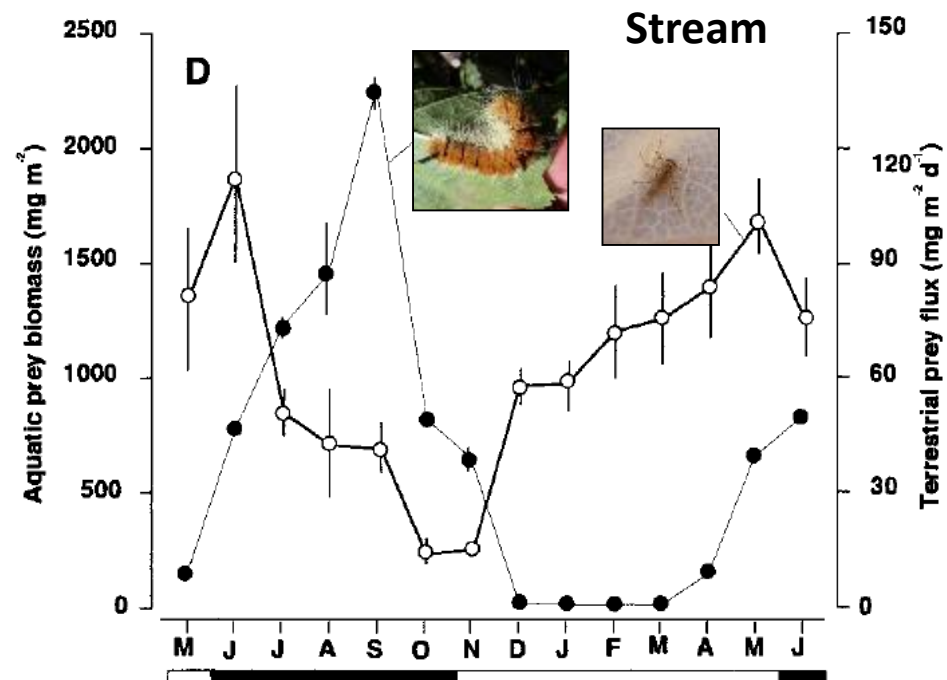 Stream
D
2500
2000
1500
1000
500
0
Aquatic prey biomass (mg m⁻²)
150
120
90
60
30
0
Terrestrial prey flux (mg m⁻² d⁻¹)
M J J A S O N D J F M A M J